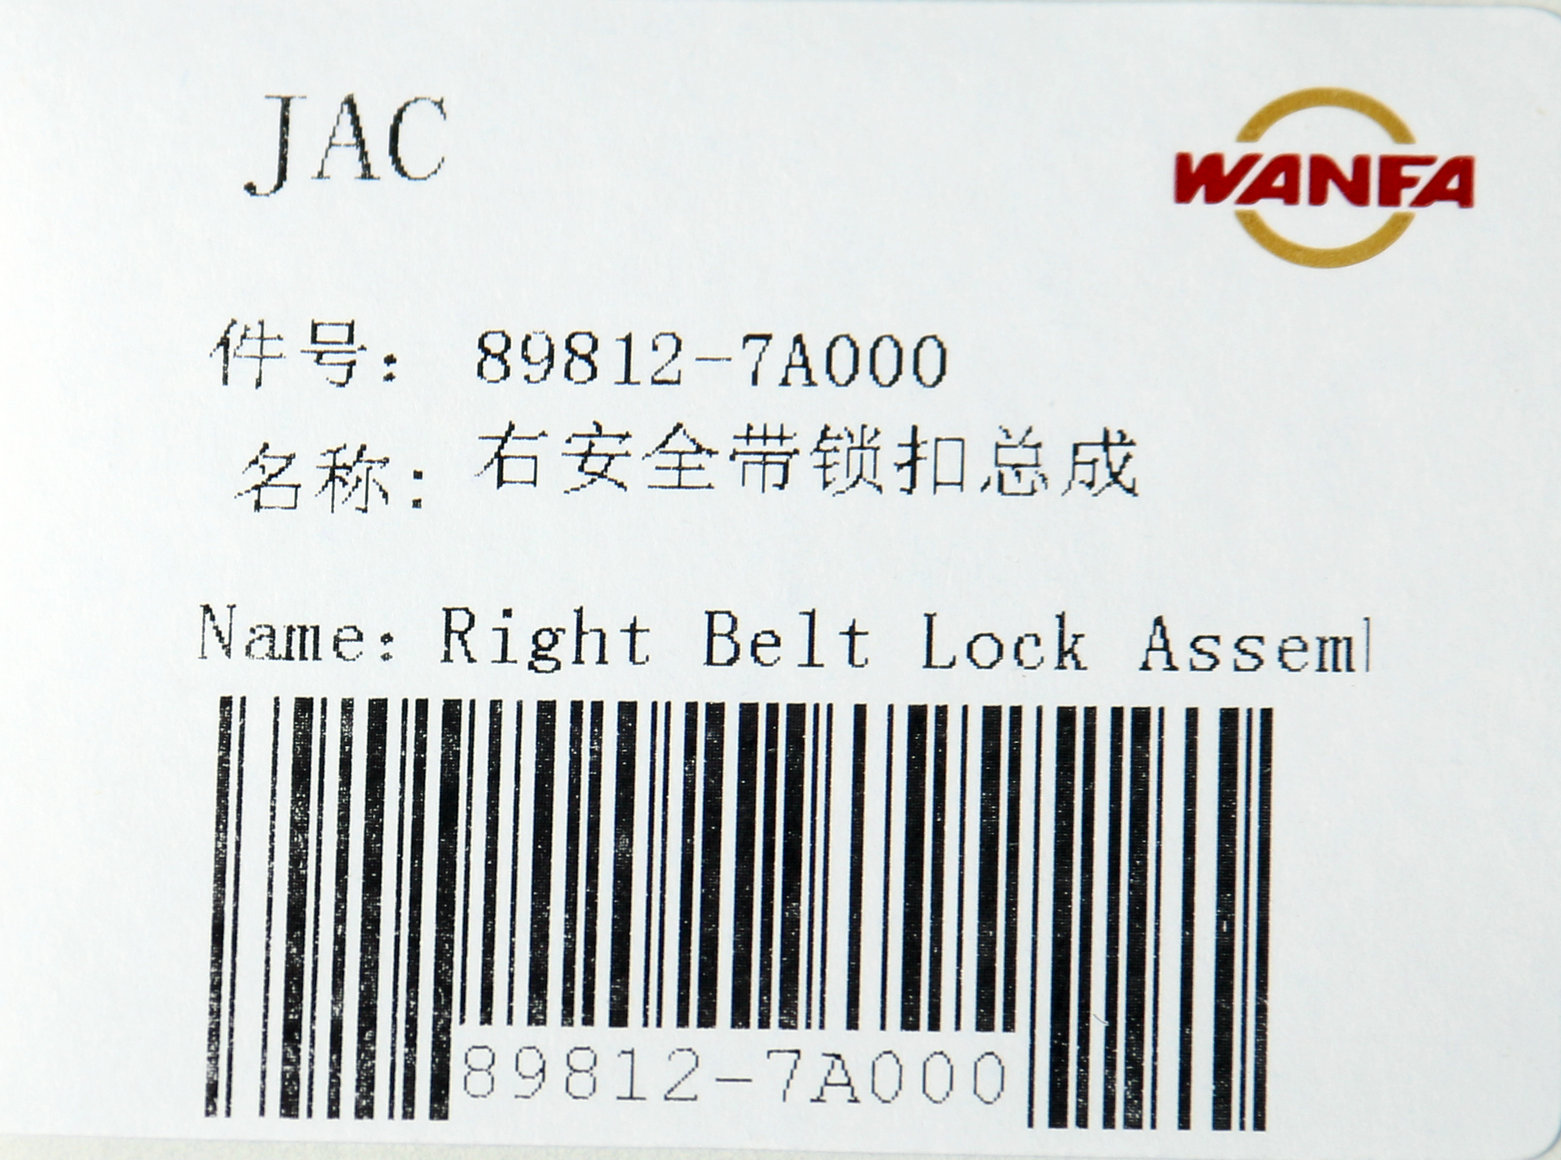 JAC
WANFA
件号: 89812-7A000
名称: 右安全带锁扣总成
Name: Right Belt Lock Assem
89812-7A000